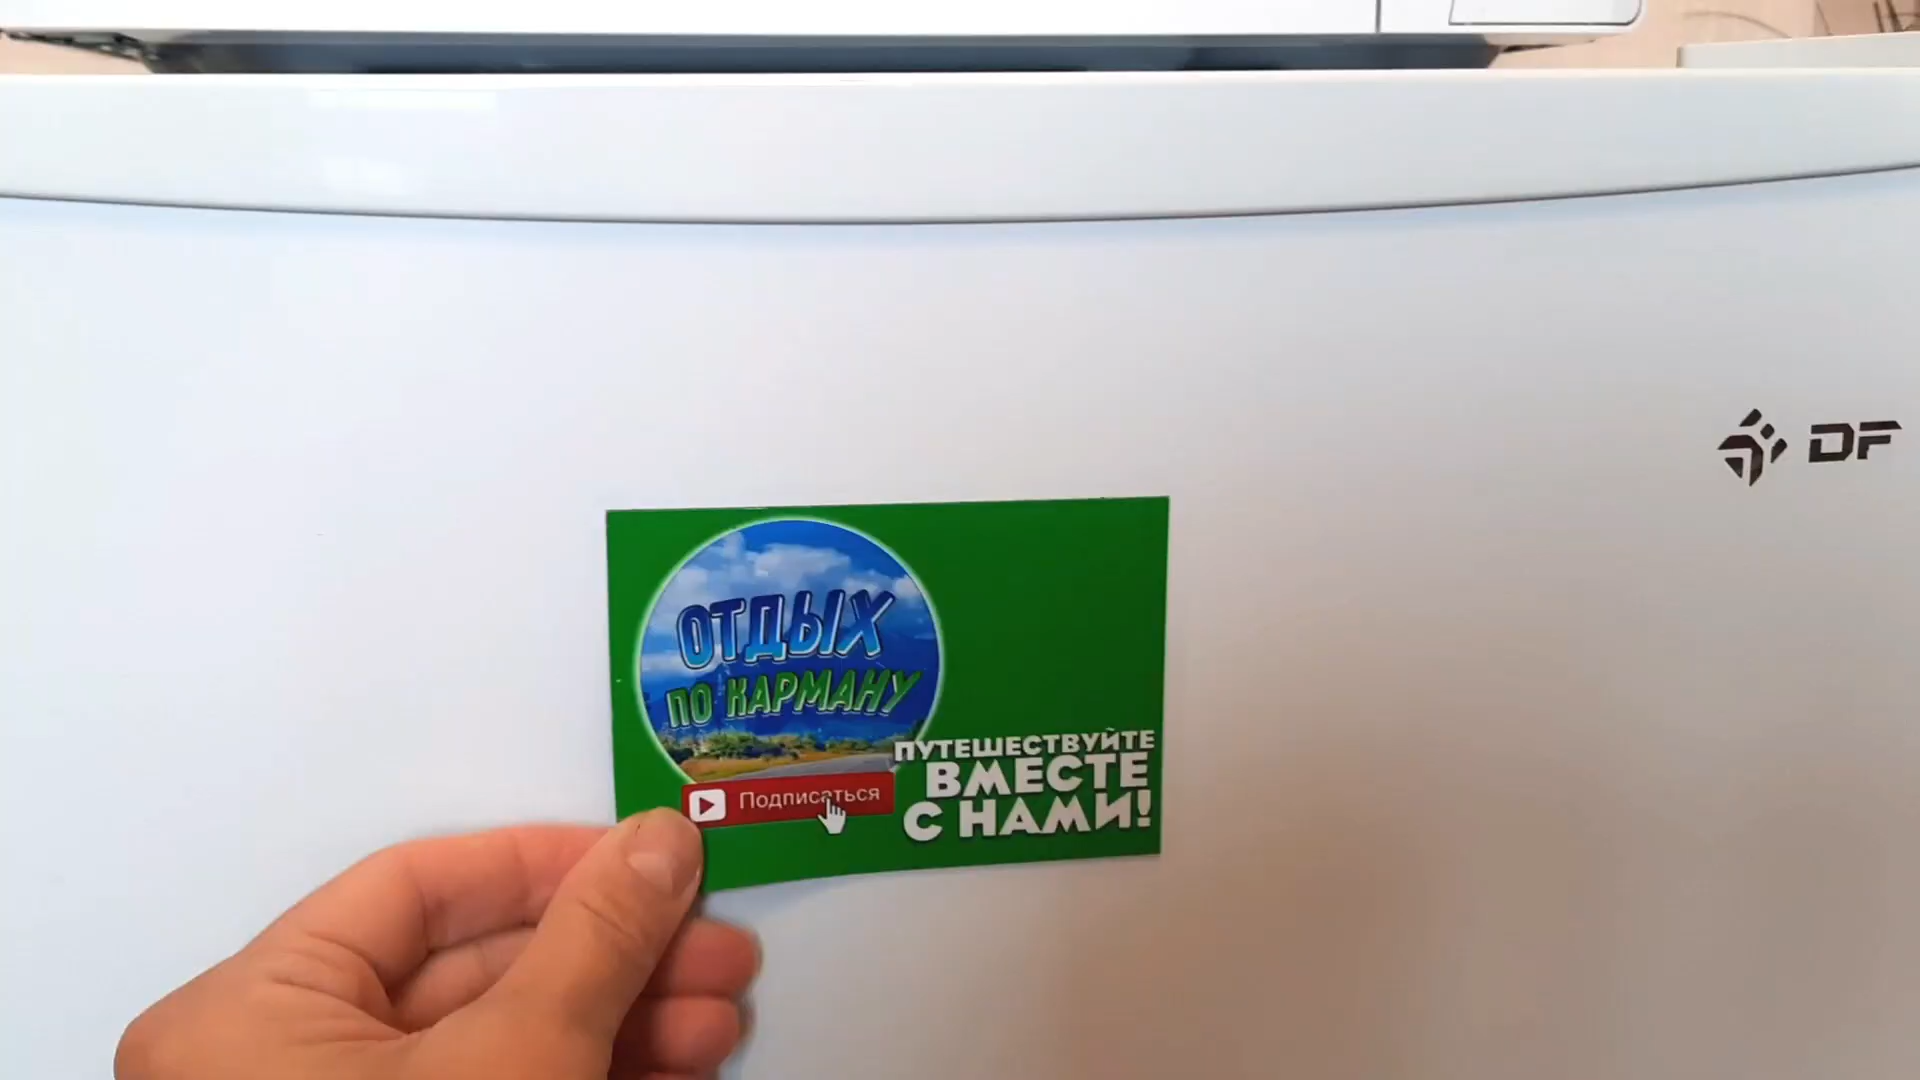 DF
ОТДЫХ
ПО КАРМАНУ
Подписаться
ПУТЕШЕСТВУЙТЕ
ВМЕСТЕ
С НАМИ!